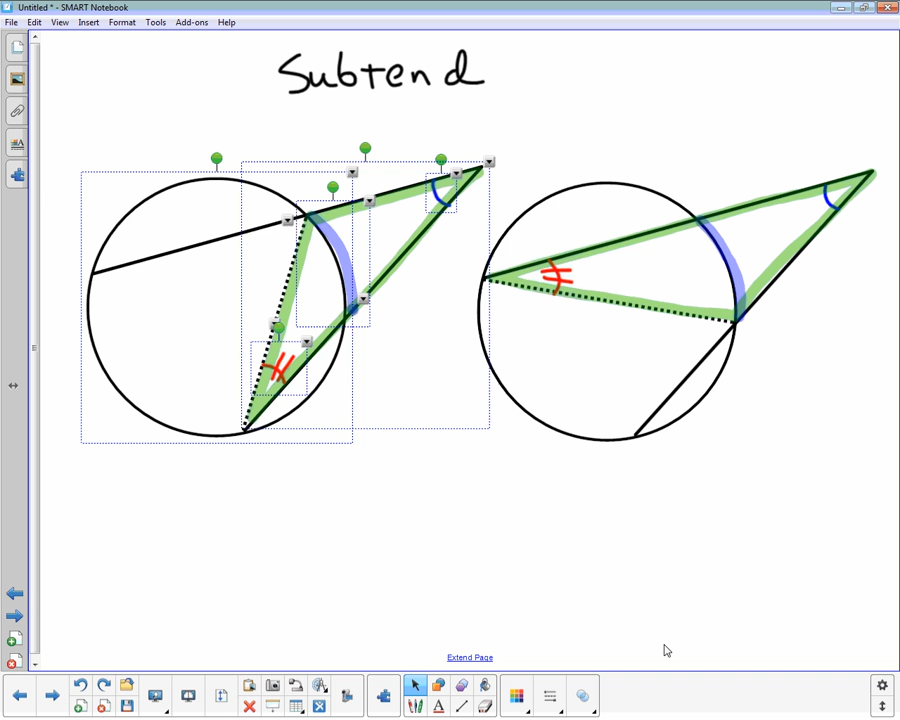 Untitled * - SMART Notebook
File Edit View Insert Format Tools Add-ons Help
Subtend
Extend Page